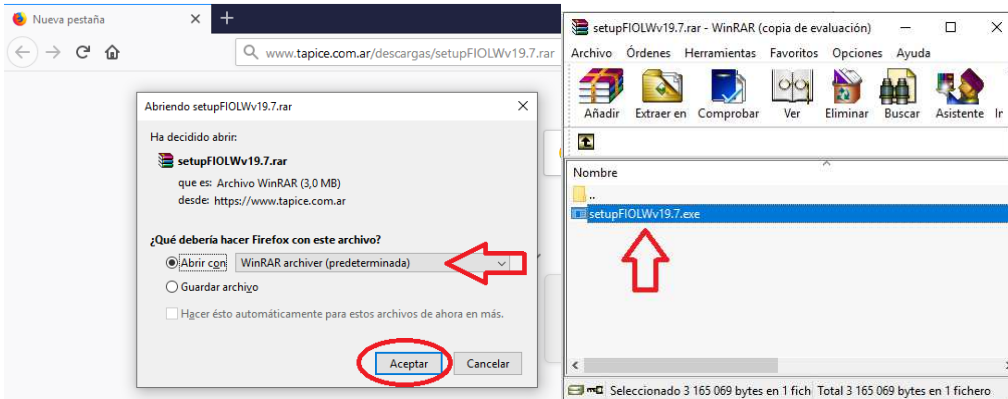 Nueva pestaña
www.tapice.com.ar/descargas/setupFIOLWv19.7.rar
Abriendo setupFIOLWv19.7.rar
Ha decidido abrir:
setupFIOLWv19.7.rar
que es: Archivo WinRAR (3,0 MB)
desde: https://www.tapice.com.ar
¿Qué debería hacer Firefox con este archivo?
Abrir con WinRAR archiver (predeterminada)
Guardar archivo
Hacer ésto automáticamente para estos archivos de ahora en más.
Aceptar Cancelar
setupFIOLWv19.7.rar - WinRAR (copia de evaluación)
Archivo Órdenes Herramientas Favoritos Opciones Ayuda
Añadir Extraer en Comprobar Ver Eliminar Buscar Asistente
Nombre
..
setupFIOLWv19.7.exe
Seleccionado 3 165 069 bytes en 1 fich Total 3 165 069 bytes en 1 fichero